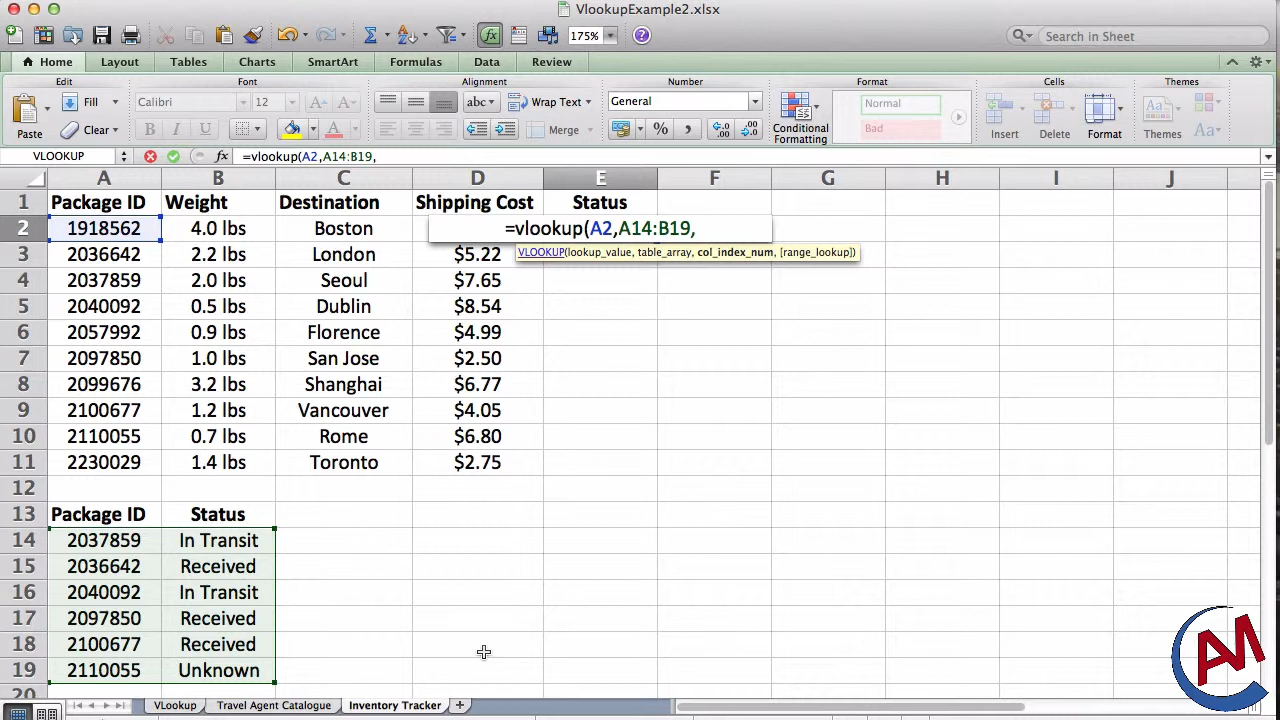 VlookupExample2.xlsx
175%
Search in Sheet
Home Layout Tables Charts SmartArt Formulas Data Review
Edit Font Alignment Number Format Cells Themes
Paste Fill Clear
Calibri 12
B I U
abc Wrap Text
Merge
General
%
Conditional Formatting
Normal
Bad
Insert Delete Format
Themes
Aa
VLOOKUP fx =vlookup(A2,A14:B19,
A B C D E F G H I J
1 Package ID Weight Destination Shipping Cost Status
2 1918562 4.0 lbs Boston =vlookup(A2,A14:B19,
VLOOKUP(lookup_value, table_array, col_index_num, [range_lookup])
3 2036642 2.2 lbs London $5.22
4 2037859 2.0 lbs Seoul $7.65
5 2040092 0.5 lbs Dublin $8.54
6 2057992 0.9 lbs Florence $4.99
7 2097850 1.0 lbs San Jose $2.50
8 2099676 3.2 lbs Shanghai $6.77
9 2100677 1.2 lbs Vancouver $4.05
10 2110055 0.7 lbs Rome $6.80
11 2230029 1.4 lbs Toronto $2.75
12
13 Package ID Status
14 2037859 In Transit
15 2036642 Received
16 2040092 In Transit
17 2097850 Received
18 2100677 Received
19 2110055 Unknown
20
VLookup Travel Agent Catalogue Inventory Tracker +
AM